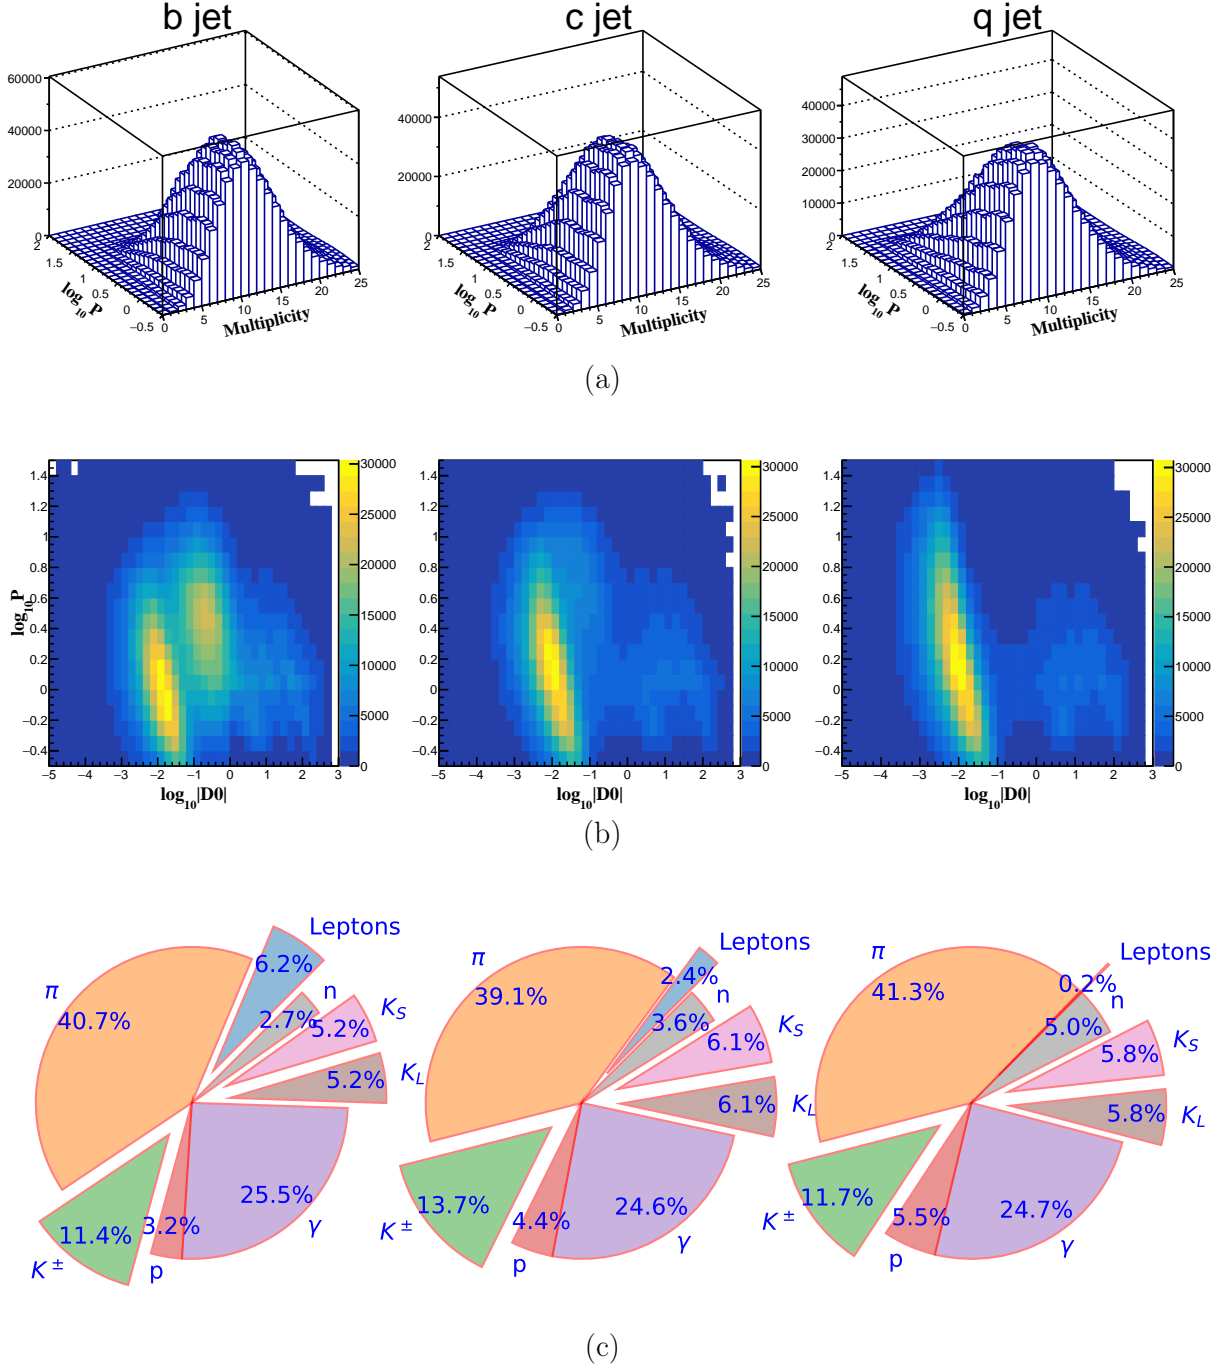 b jet c jet q jet
60000
40000
20000
0
2
1.5
1
0.5
0
−0.5
log10 P
0 5 10 15 20 25
Multiplicity
40000
20000
0
2
1.5
1
0.5
0
−0.5
log10 P
0 5 10 15 20 25
Multiplicity
40000
30000
20000
10000
0
2
1.5
1
0.5
0
−0.5
log10 P
0 5 10 15 20 25
Multiplicity
(a)
log10P
1.4
1.2
1
0.8
0.6
0.4
0.2
0
−0.2
−0.4
−5 −4 −3 −2 −1 0 1 2 3
log10|D0|
30000
25000
20000
15000
10000
5000
0
1.4
1.2
1
0.8
0.6
0.4
0.2
0
−0.2
−0.4
−5 −4 −3 −2 −1 0 1 2 3
log10|D0|
30000
25000
20000
15000
10000
5000
0
1.4
1.2
1
0.8
0.6
0.4
0.2
0
−0.2
−0.4
−5 −4 −3 −2 −1 0 1 2 3
log10|D0|
30000
25000
20000
15000
10000
5000
0
(b)
Leptons
6.2%
π
40.7%
n
2.7%
KS
5.2%
KL
5.2%
25.5%
γ
3.2%
p
11.4%
K±
Leptons
2.4%
π
39.1%
n
3.6%
KS
6.1%
KL
6.1%
24.6%
γ
4.4%
p
13.7%
K±
Leptons
0.2%
π
41.3%
n
5.0%
KS
5.8%
KL
5.8%
24.7%
γ
5.5%
p
11.7%
K±
(c)